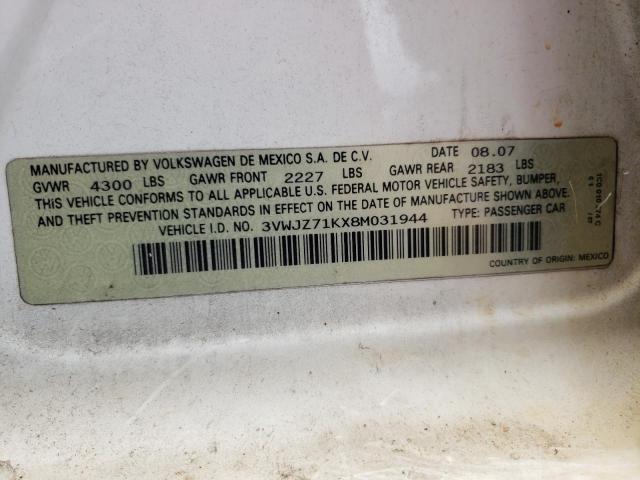 MANUFACTURED BY VOLKSWAGEN DE MEXICO S.A. DE C.V. DATE 08.07
GVWR 4300 LBS GAWR FRONT 2227 LBS GAWR REAR 2183 LBS
THIS VEHICLE CONFORMS TO ALL APPLICABLE U.S. FEDERAL MOTOR VEHICLE SAFETY, BUMPER,
AND THEFT PREVENTION STANDARDS IN EFFECT ON THE DATE OF MANUFACTURE SHOWN ABOVE.
VEHICLE I.D. NO. 3VWJZ71KX8M031944 TYPE: PASSENGER CAR
COUNTRY OF ORIGIN: MEXICO